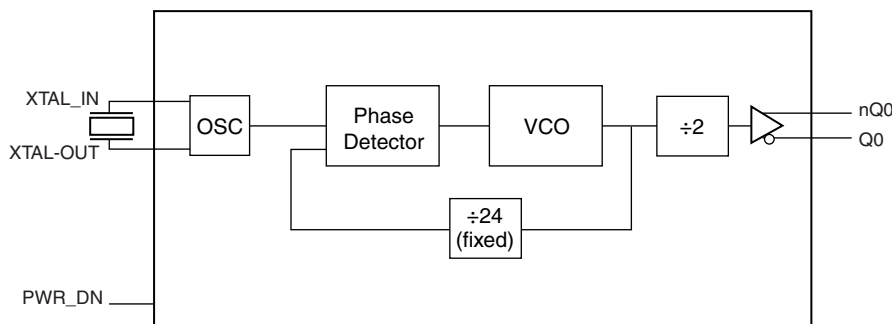 XTAL_IN
XTAL-OUT
OSC
Phase
Detector
VCO
÷2
nQ0
Q0
÷24
(fixed)
PWR_DN